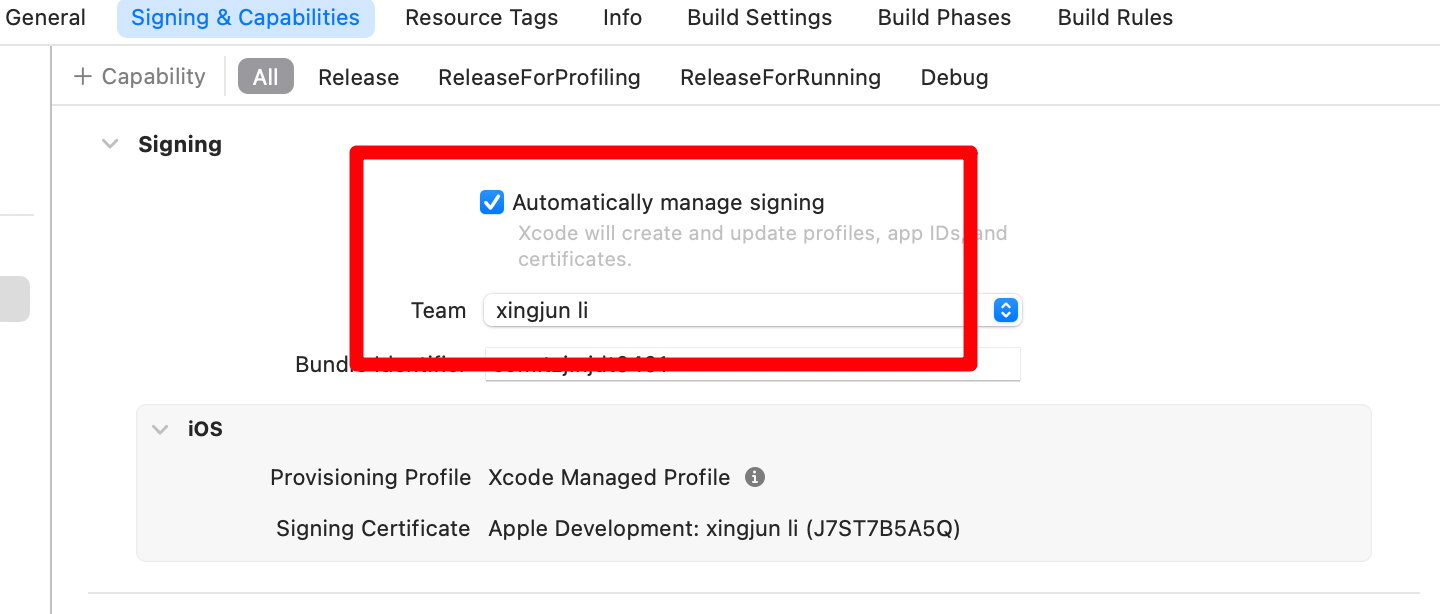 General Signing & Capabilities Resource Tags Info Build Settings Build Phases Build Rules
+ Capability All Release ReleaseForProfiling ReleaseForRunning Debug
Signing
Automatically manage signing
Xcode will create and update profiles, app IDs, and
certificates.
Team xingjun li
Bundle Identifier
iOS
Provisioning Profile Xcode Managed Profile
Signing Certificate Apple Development: xingjun li (J7ST7B5A5Q)